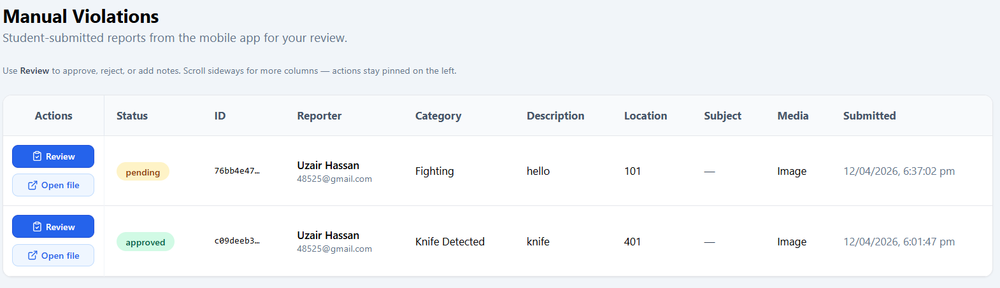 Manual Violations
Student-submitted reports from the mobile app for your review.
Use Review to approve, reject, or add notes. Scroll sideways for more columns — actions stay pinned on the left.
Actions Status ID Reporter Category Description Location Subject Media Submitted
Review
Open file
pending 76bb4e47… Uzair Hassan Fighting hello 101 — Image 12/04/2026, 6:37:02 pm
48525@gmail.com
Review
Open file
approved c09deeb3… Uzair Hassan Knife Detected knife 401 — Image 12/04/2026, 6:01:47 pm
48525@gmail.com